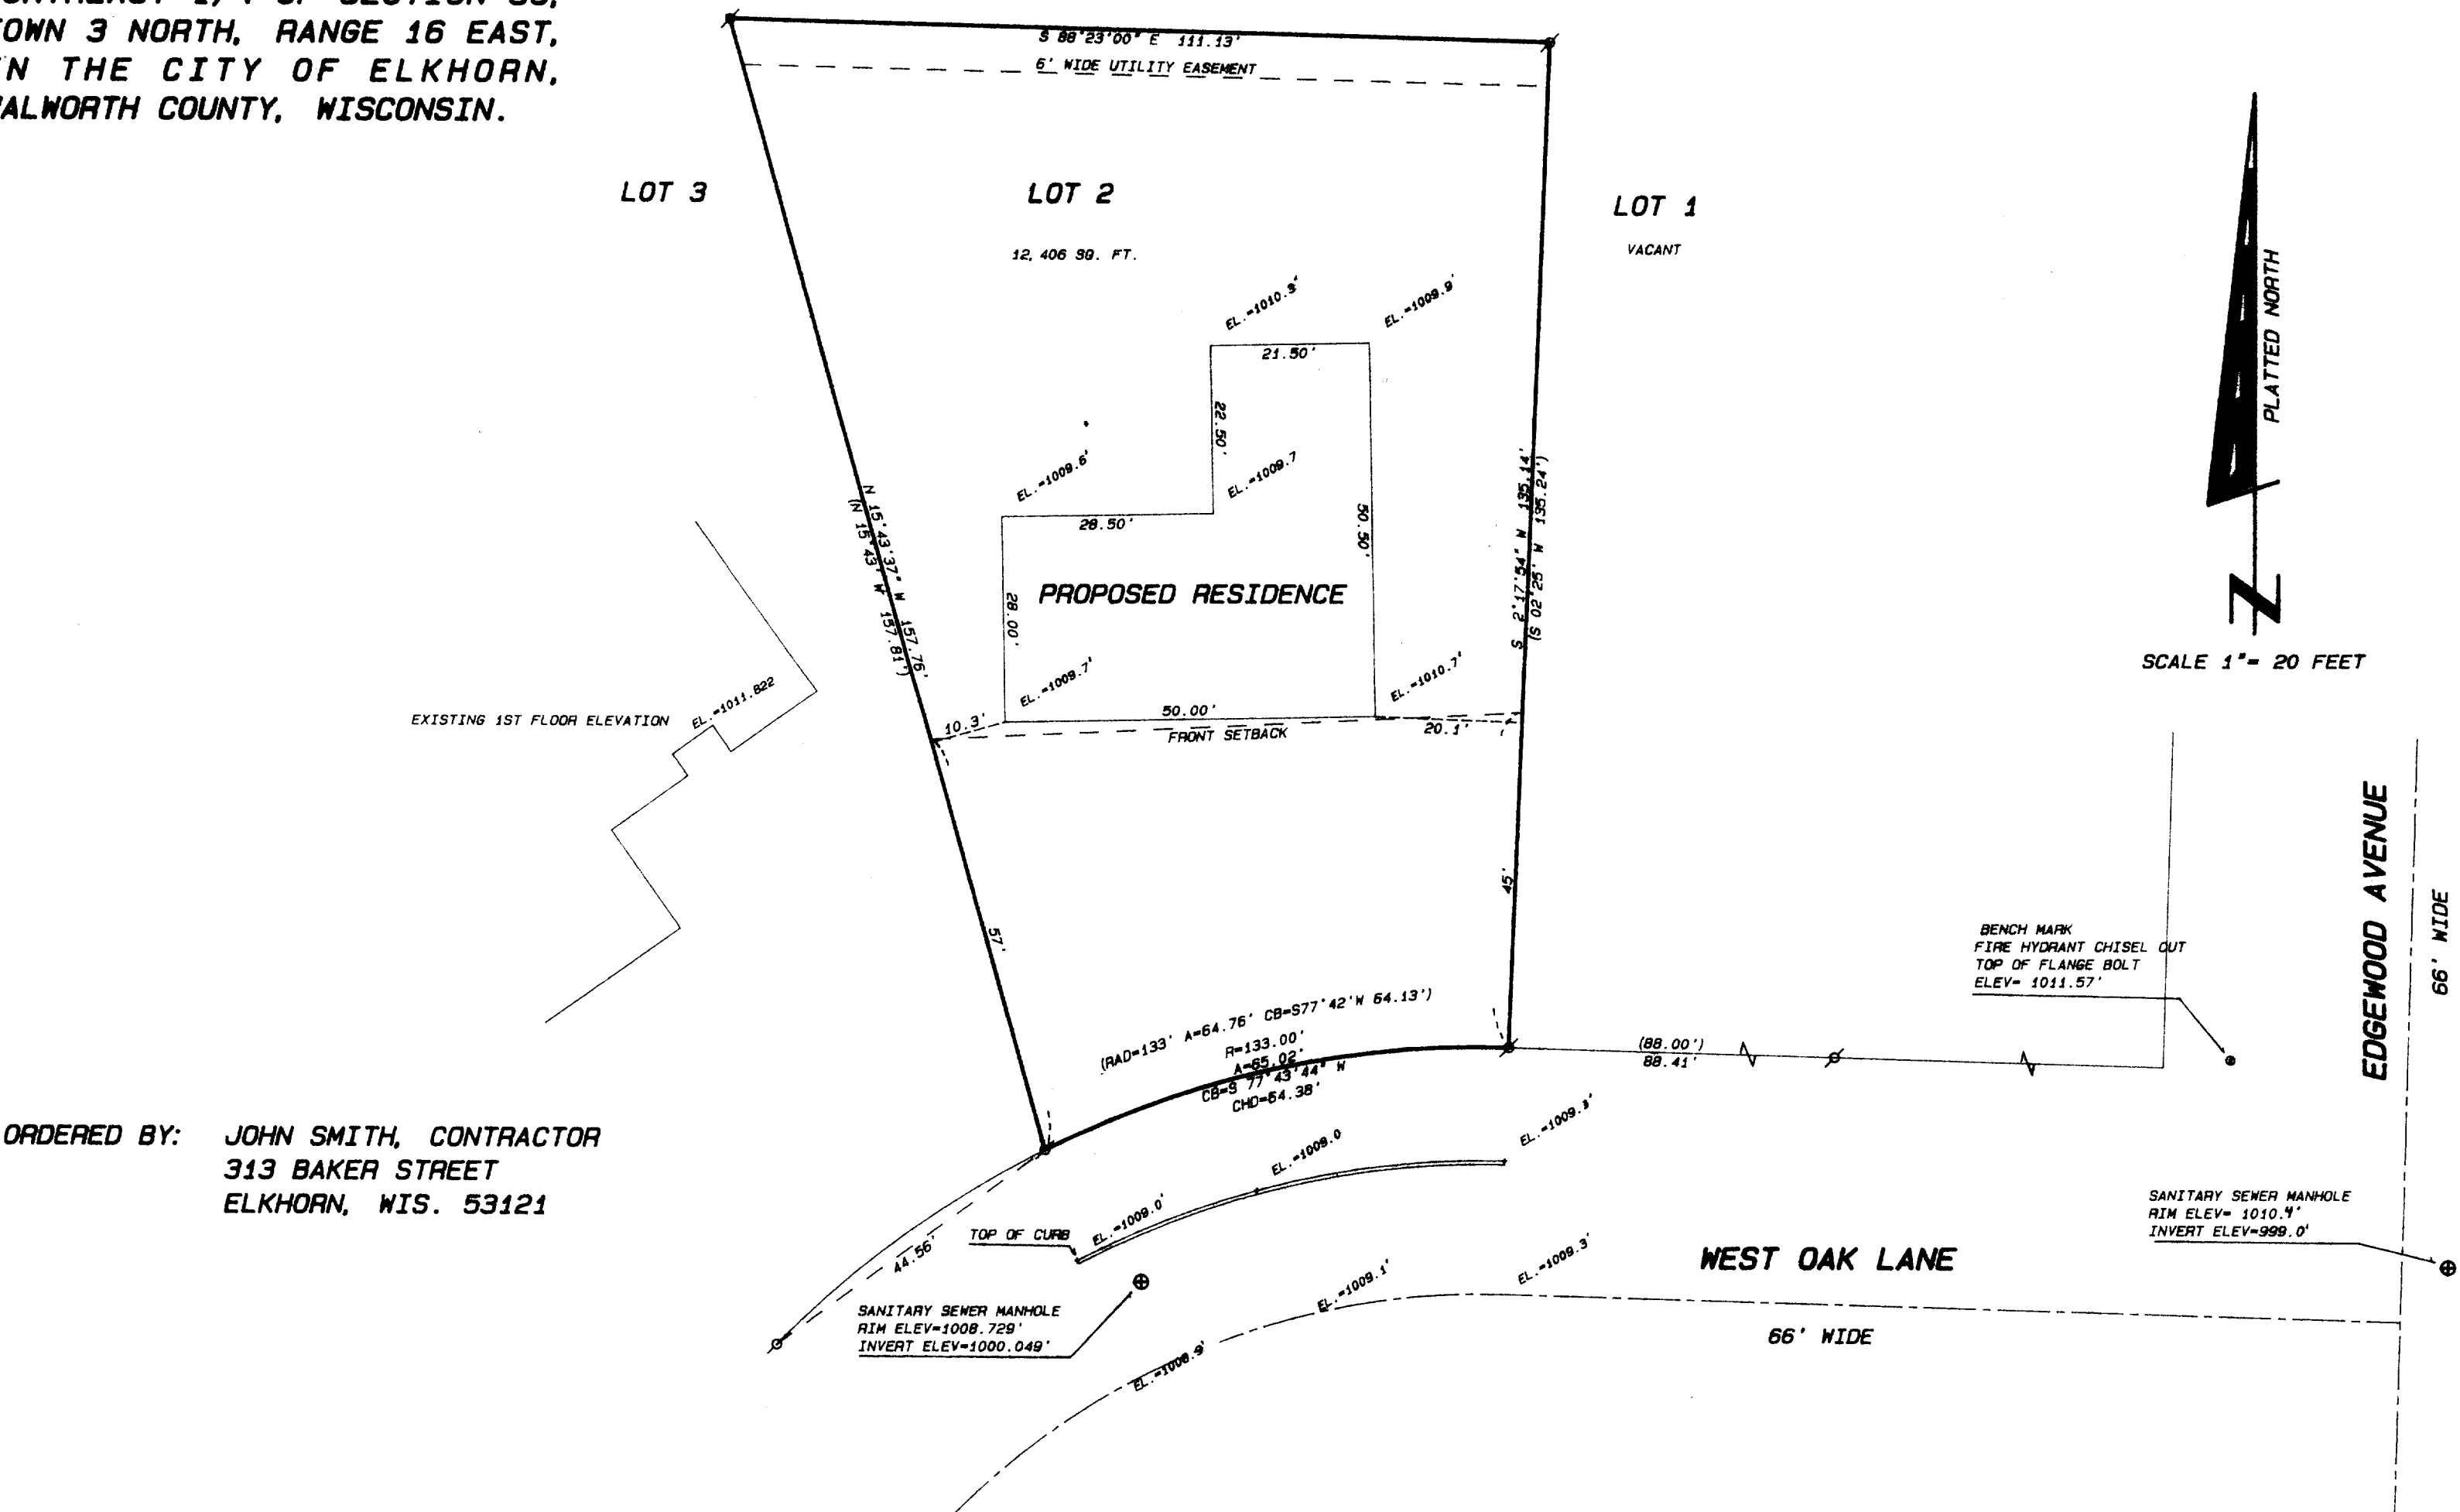 TOWN 3 NORTH, RANGE 16 EAST,
IN THE CITY OF ELKHORN,
WALWORTH COUNTY, WISCONSIN.
S 88°23'00" E 111.13'
6' WIDE UTILITY EASEMENT
LOT 3
LOT 2
12,406 SQ. FT.
LOT 1
VACANT
PLATTED NORTH
N
SCALE 1"= 20 FEET
EL.=1010.3'
EL.=1009.9'
21.50'
22.50'
EL.=1009.6'
EL.=1009.7
28.50'
50.50'
28.00'
PROPOSED RESIDENCE
N 15°43'37" W 157.76'
(N 15°43' W 157.81')
S 2°17'54" W 135.14'
(S 02°25' W 135.24')
EL.=1009.7'
EL.=1010.7'
50.00'
10.3'
20.1'
FRONT SETBACK
EXISTING 1ST FLOOR ELEVATION
EL.=1011.822
57'
45'
EDGEWOOD AVENUE
66' WIDE
BENCH MARK
FIRE HYDRANT CHISEL CUT
TOP OF FLANGE BOLT
ELEV= 1011.57'
(RAD=133' A=64.76' CB=S77°42'W 64.13')
R=133.00'
A=65.02'
CB=S 77°43'44" W
CHD=64.38'
(88.00')
88.41'
ORDERED BY: JOHN SMITH, CONTRACTOR
313 BAKER STREET
ELKHORN, WIS. 53121
EL.=1009.3'
EL.=1009.0
EL.=1009.0'
TOP OF CURB
44.56'
SANITARY SEWER MANHOLE
RIM ELEV=1008.729'
INVERT ELEV=1000.049'
EL.=1009.3'
EL.=1009.1'
EL.=1008.9'
WEST OAK LANE
66' WIDE
SANITARY SEWER MANHOLE
RIM ELEV= 1010.4'
INVERT ELEV=999.0'